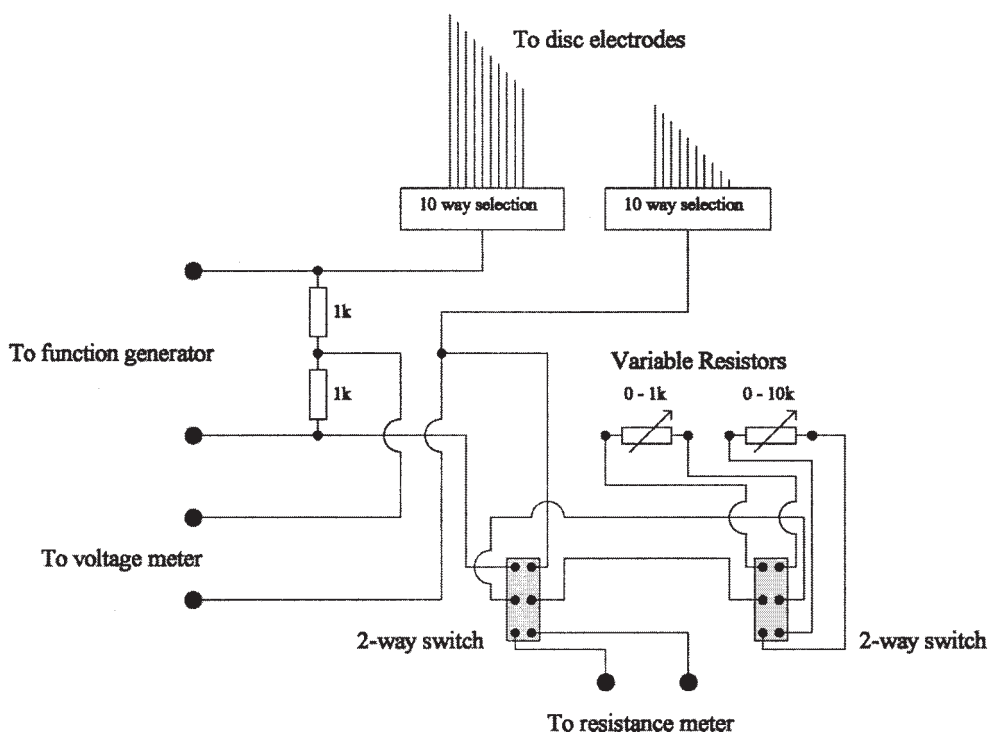 To disc electrodes
10 way selection
10 way selection
1k
To function generator
Variable Resistors
1k
0 - 1k
0 - 10k
To voltage meter
2-way switch
2-way switch
To resistance meter